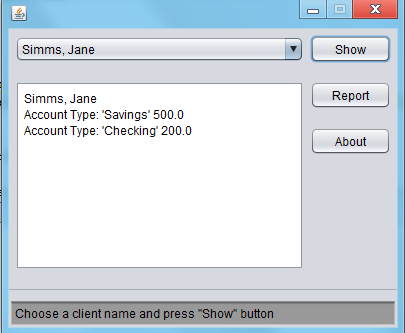 Simms, Jane
Show
Simms, Jane
Account Type: 'Savings' 500.0
Account Type: 'Checking' 200.0
Report
About
Choose a client name and press "Show" button